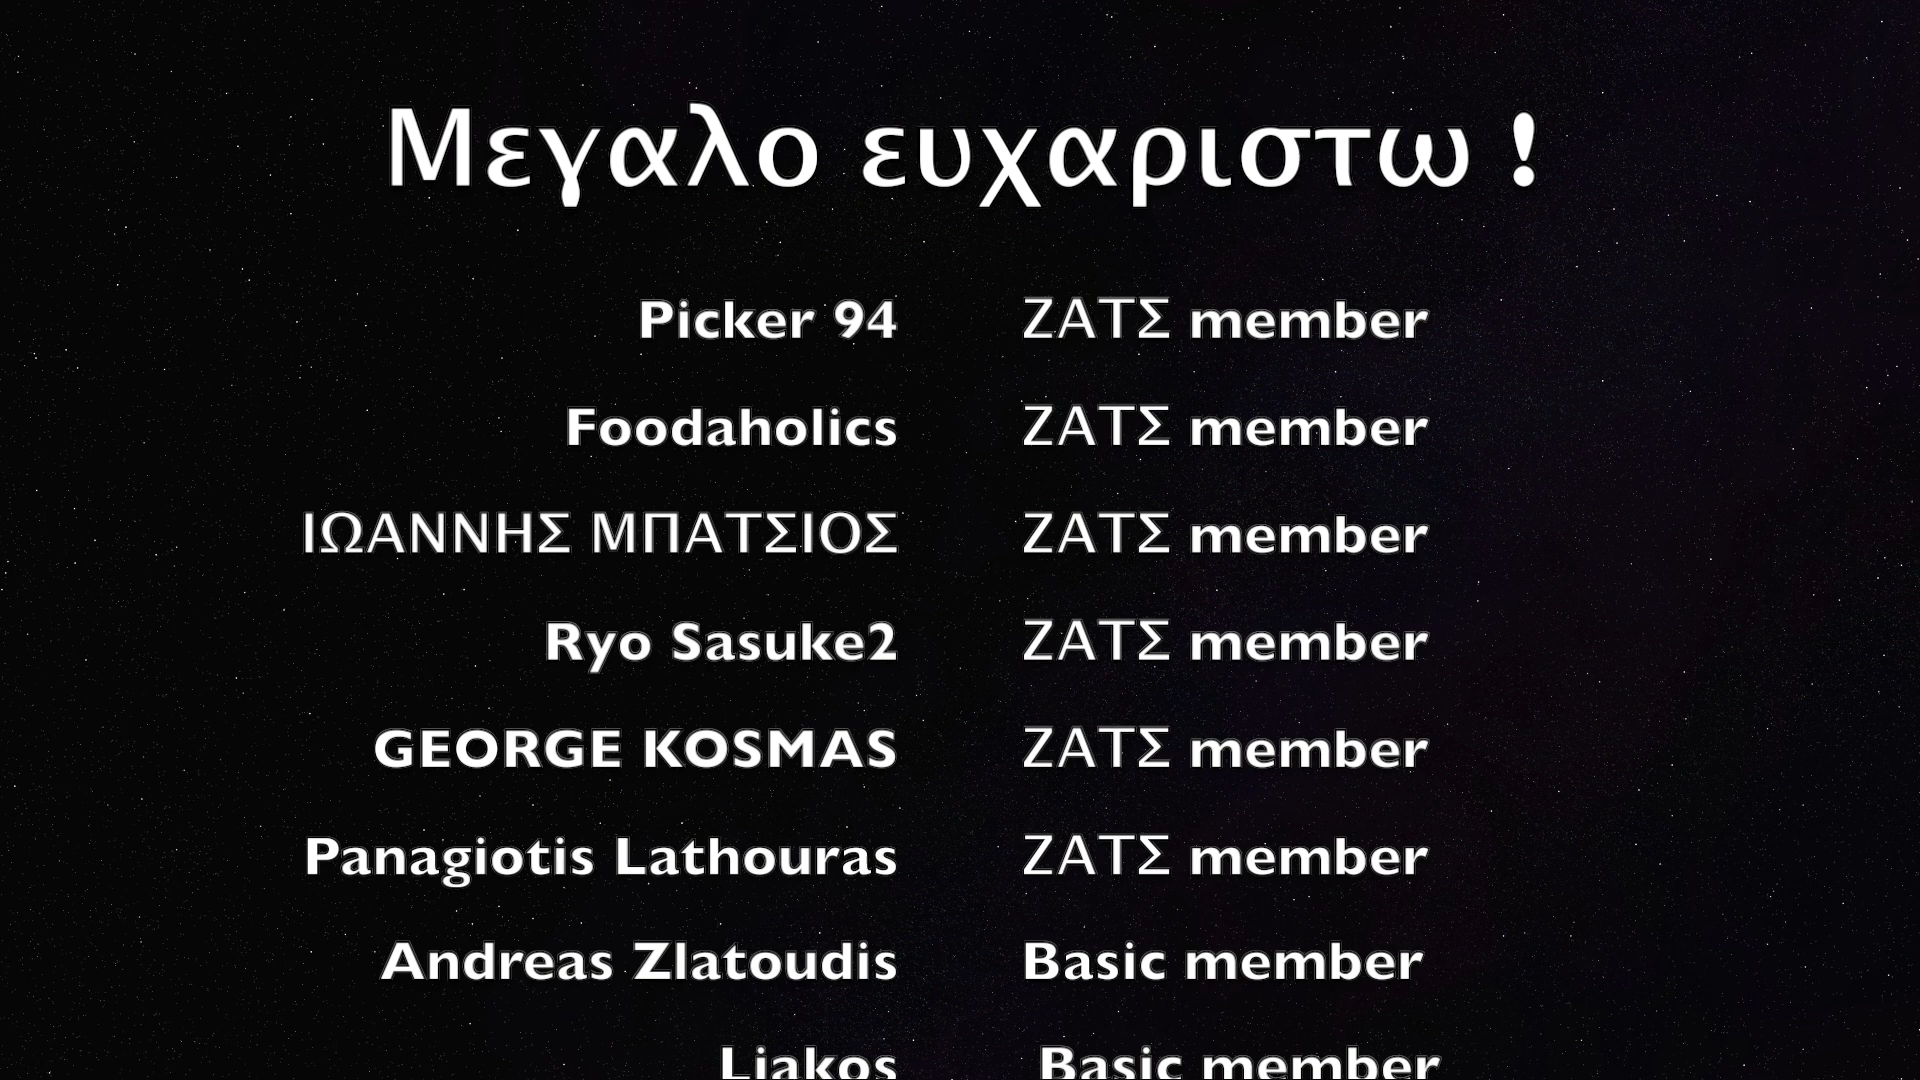 Μεγαλο ευχαριστω !
Picker 94 ΖΑΤΣ member
Foodaholics ΖΑΤΣ member
ΙΩΑΝΝΗΣ ΜΠΑΤΣΙΟΣ ΖΑΤΣ member
Ryo Sasuke2 ΖΑΤΣ member
GEORGE KOSMAS ΖΑΤΣ member
Panagiotis Lathouras ΖΑΤΣ member
Andreas Zlatoudis Basic member
Liakos Basic member